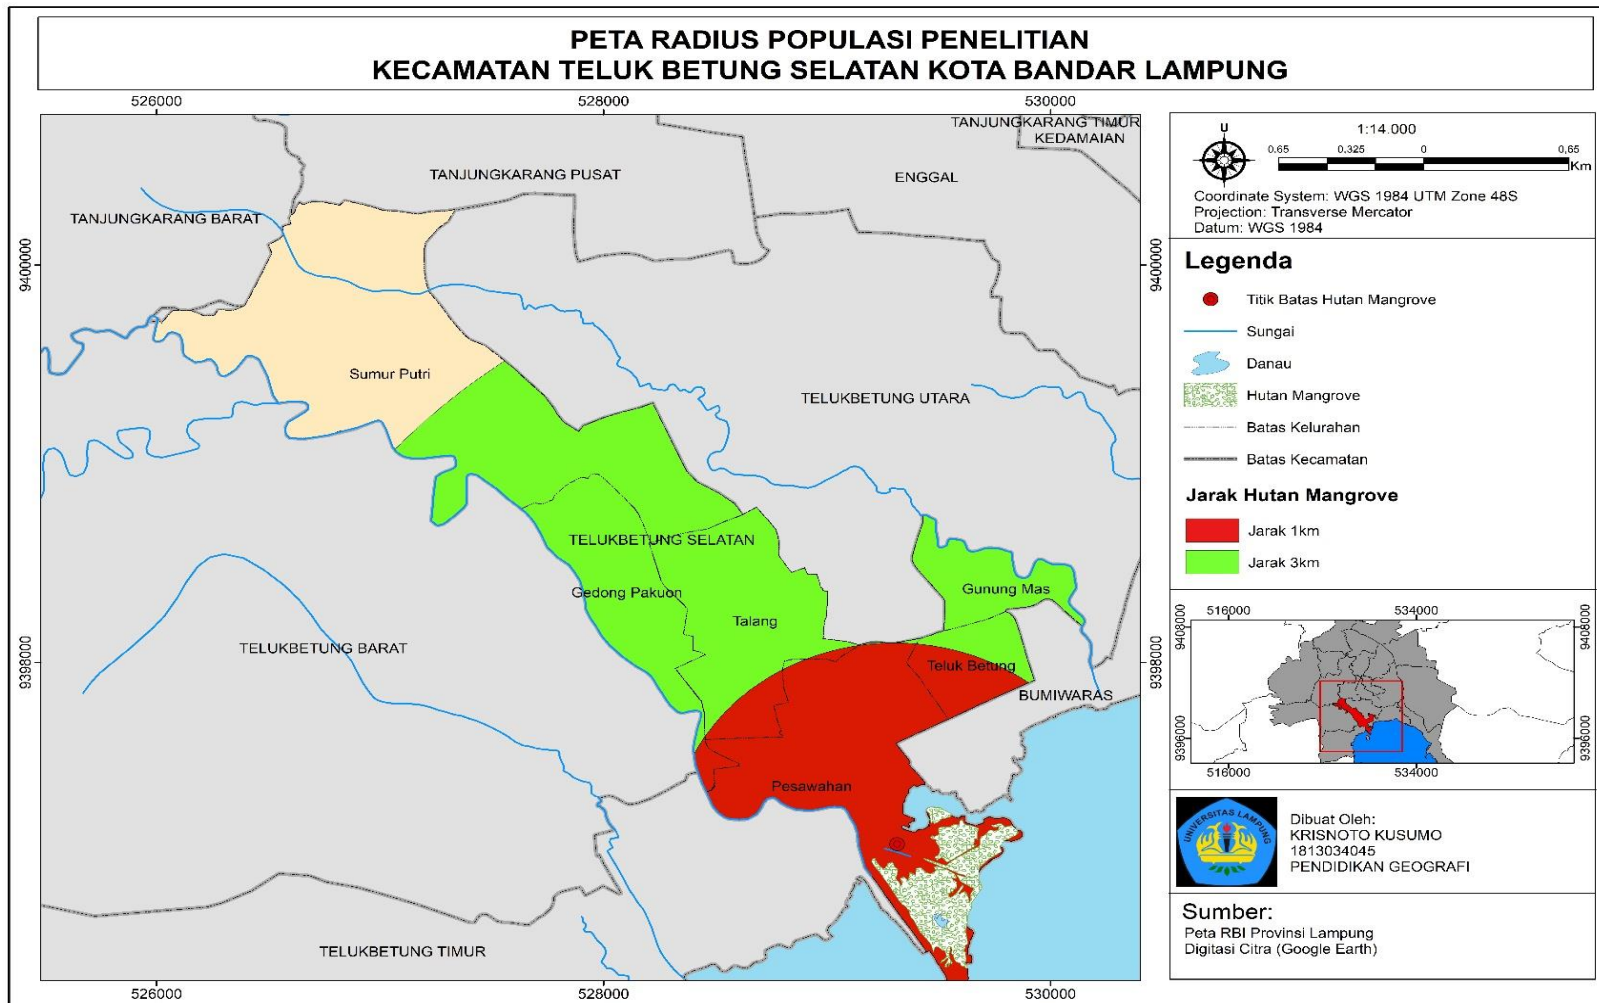 PETA RADIUS POPULASI PENELITIAN
KECAMATAN TELUK BETUNG SELATAN KOTA BANDAR LAMPUNG
526000
528000
530000
TANJUNGKARANG TIMUR
KEDAMAIAN
TANJUNGKARANG PUSAT
ENGGAL
TANJUNGKARANG BARAT
9400000
9400000
Sumur Putri
TELUKBETUNG UTARA
TELUKBETUNG SELATAN
Gedong Pakuon
Gunung Mas
Talang
TELUKBETUNG BARAT
Teluk Betung
9398000
9398000
BUMIWARAS
Pesawahan
TELUKBETUNG TIMUR
526000
528000
530000
U
1:14.000
0,65
0,325
0
0,65
Km
Coordinate System: WGS 1984 UTM Zone 48S
Projection: Transverse Mercator
Datum: WGS 1984
Legenda
Titik Batas Hutan Mangrove
Sungai
Danau
Hutan Mangrove
Batas Kelurahan
Batas Kecamatan
Jarak Hutan Mangrove
Jarak 1km
Jarak 3km
516000
534000
9408000
9408000
9396000
9396000
516000
534000
UNIVERSITAS LAMPUNG
Dibuat Oleh:
KRISNOTO KUSUMO
1813034045
PENDIDIKAN GEOGRAFI
Sumber:
Peta RBI Provinsi Lampung
Digitasi Citra (Google Earth)